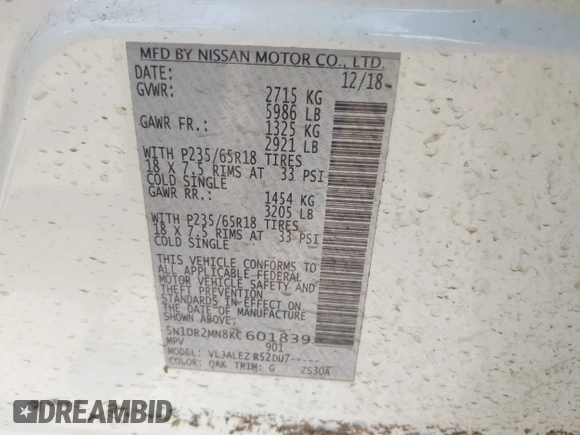 MFD BY NISSAN MOTOR CO., LTD.
DATE: 12/18
GVWR: 2715 KG
5986 LB
GAWR FR.: 1325 KG
2921 LB
WITH P235/65R18 TIRES
18 X 7.5 RIMS AT 33 PSI
COLD SINGLE
GAWR RR.: 1454 KG
3205 LB
WITH P235/65R18 TIRES
18 X 7.5 RIMS AT 33 PSI
COLD SINGLE
THIS VEHICLE CONFORMS TO
ALL APPLICABLE FEDERAL
MOTOR VEHICLE SAFETY AND
THEFT PREVENTION
STANDARDS IN EFFECT ON
THE DATE OF MANUFACTURE
SHOWN ABOVE.
5N1DR2MN8KC601839
MPV 901
MODEL: VLJALEZ R52DU7-----
COLOR: QAK TRIM: G ZS30A
DREAMBID